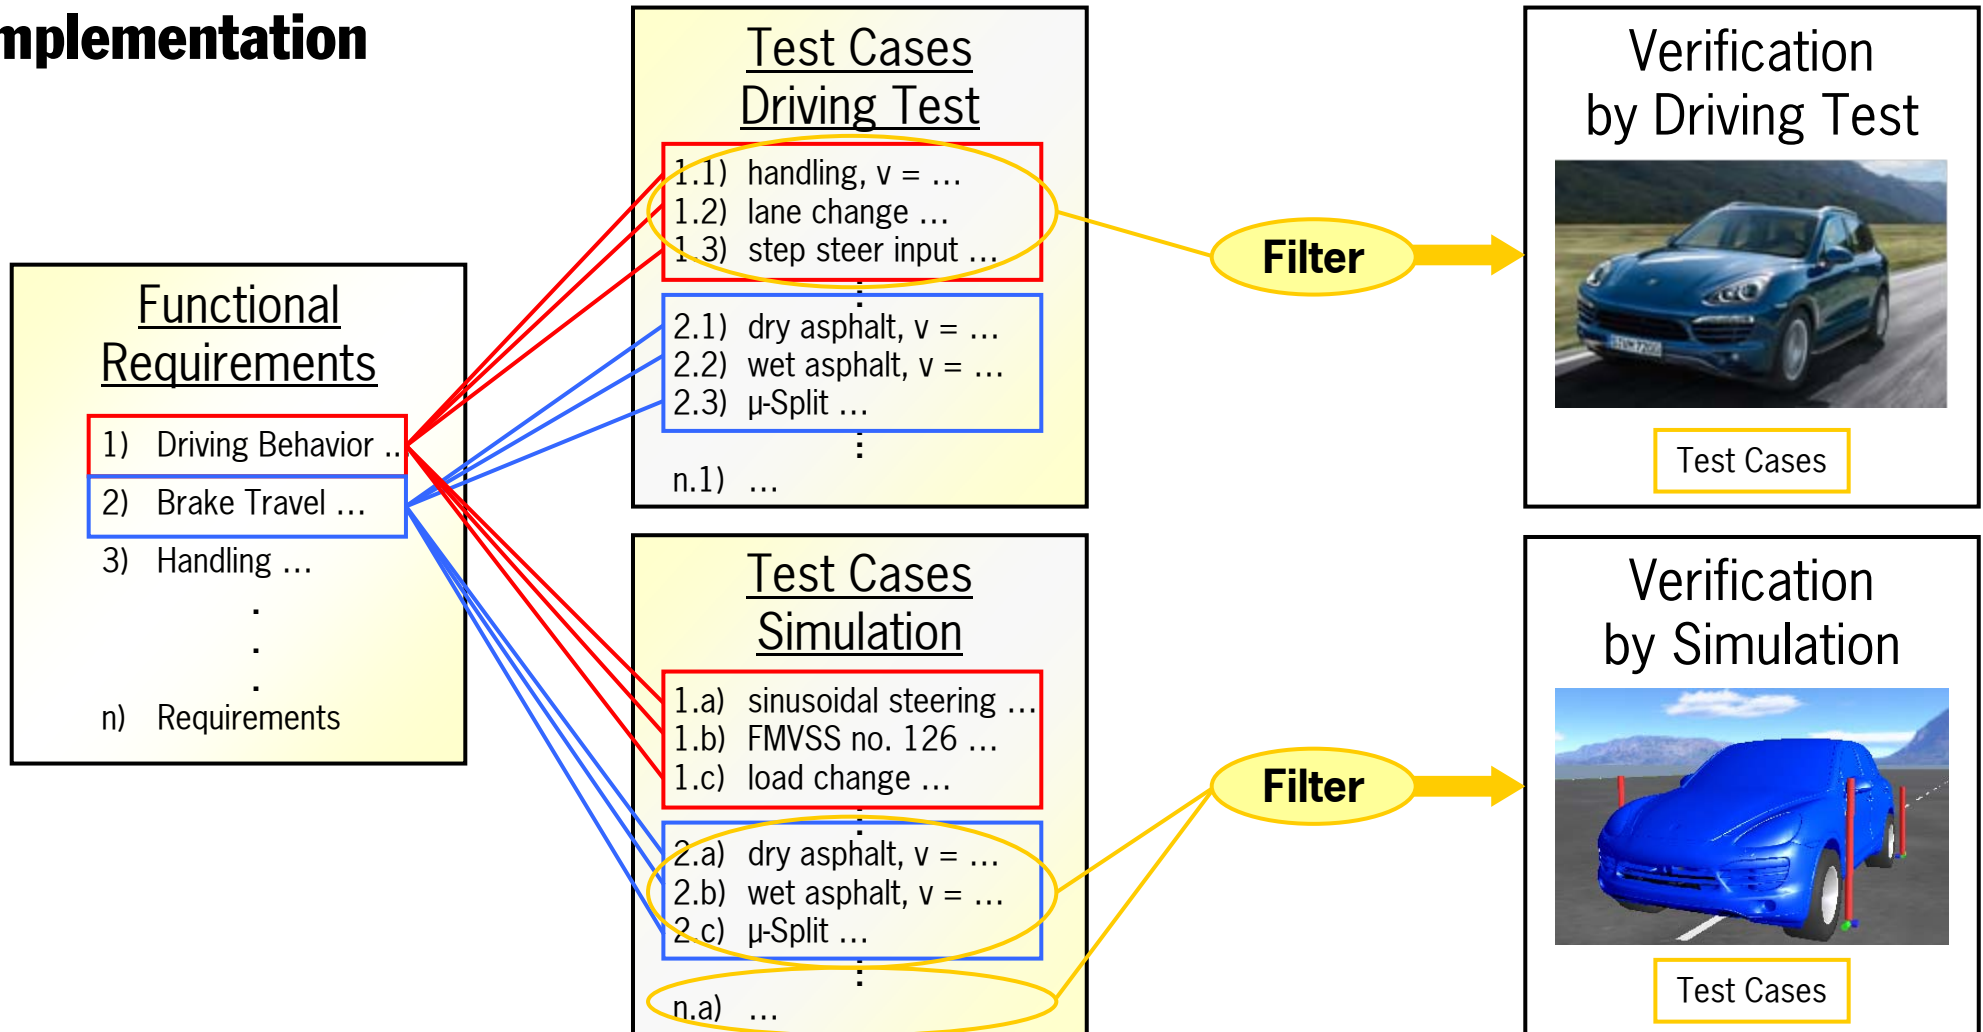 mplementation
Functional
Requirements
1) Driving Behavior ..
2) Brake Travel ...
3) Handling ...
.
.
.
n) Requirements
Test Cases
Driving Test
1.1) handling, v = ...
1.2) lane change ...
1.3) step steer input ...
⋮
2.1) dry asphalt, v = ...
2.2) wet asphalt, v = ...
2.3) µ-Split ...
⋮
n.1) ...
Test Cases
Simulation
1.a) sinusoidal steering ...
1.b) FMVSS no. 126 ...
1.c) load change ...
⋮
2.a) dry asphalt, v = ...
2.b) wet asphalt, v = ...
2.c) µ-Split ...
⋮
n.a) ...
Filter
Filter
Verification
by Driving Test
Test Cases
Verification
by Simulation
Test Cases